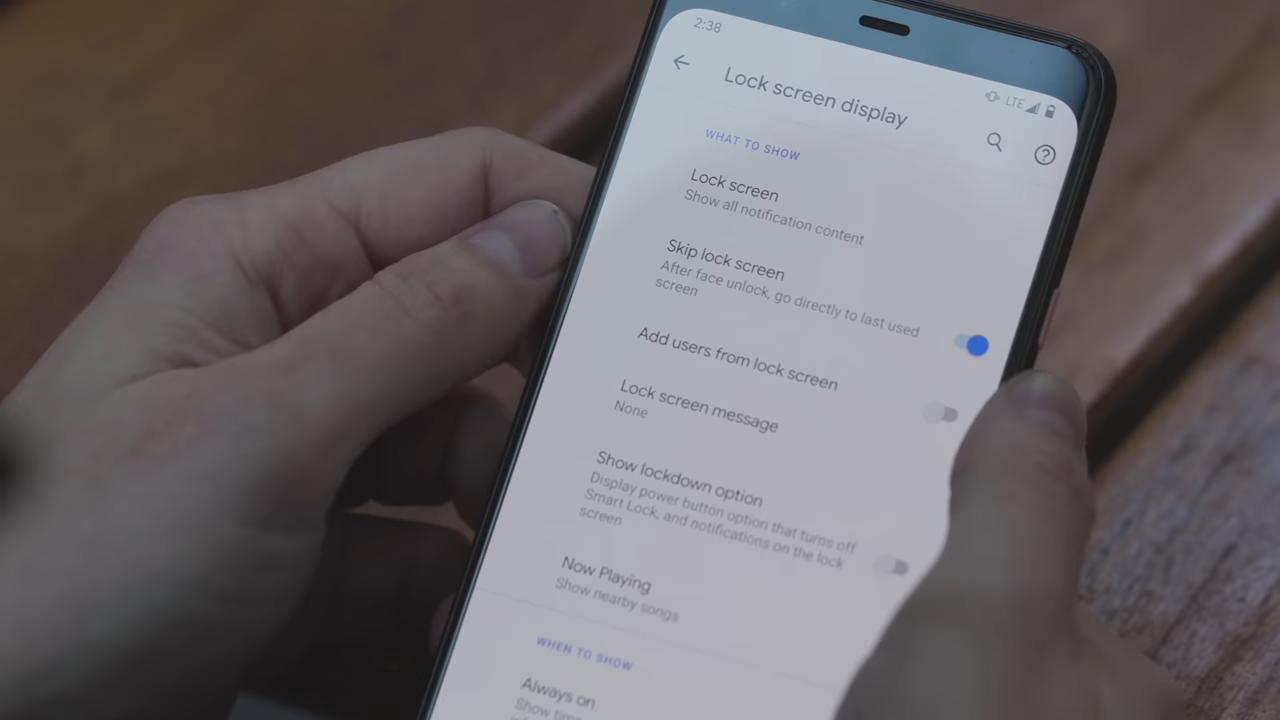 2:38
LTE
Lock screen display
WHAT TO SHOW
Lock screen
Show all notification content
Skip lock screen
After face unlock, go directly to last used
screen
Add users from lock screen
Lock screen message
None
Show lockdown option
Display power button option that turns off
Smart Lock, and notifications on the lock
screen
Now Playing
Show nearby songs
WHEN TO SHOW
Always on
Show time,